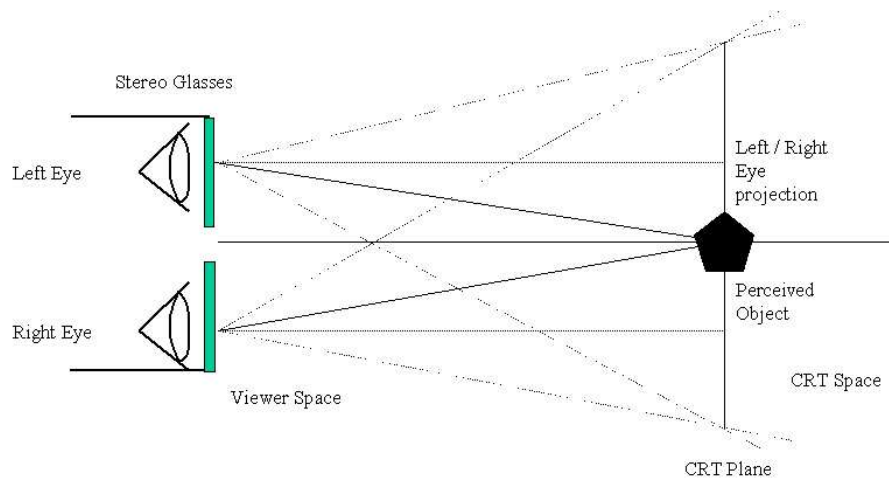 Stereo Glasses
Left Eye
Left / Right
Eye
projection
Right Eye
Perceived
Object
Viewer Space
CRT Space
CRT Plane